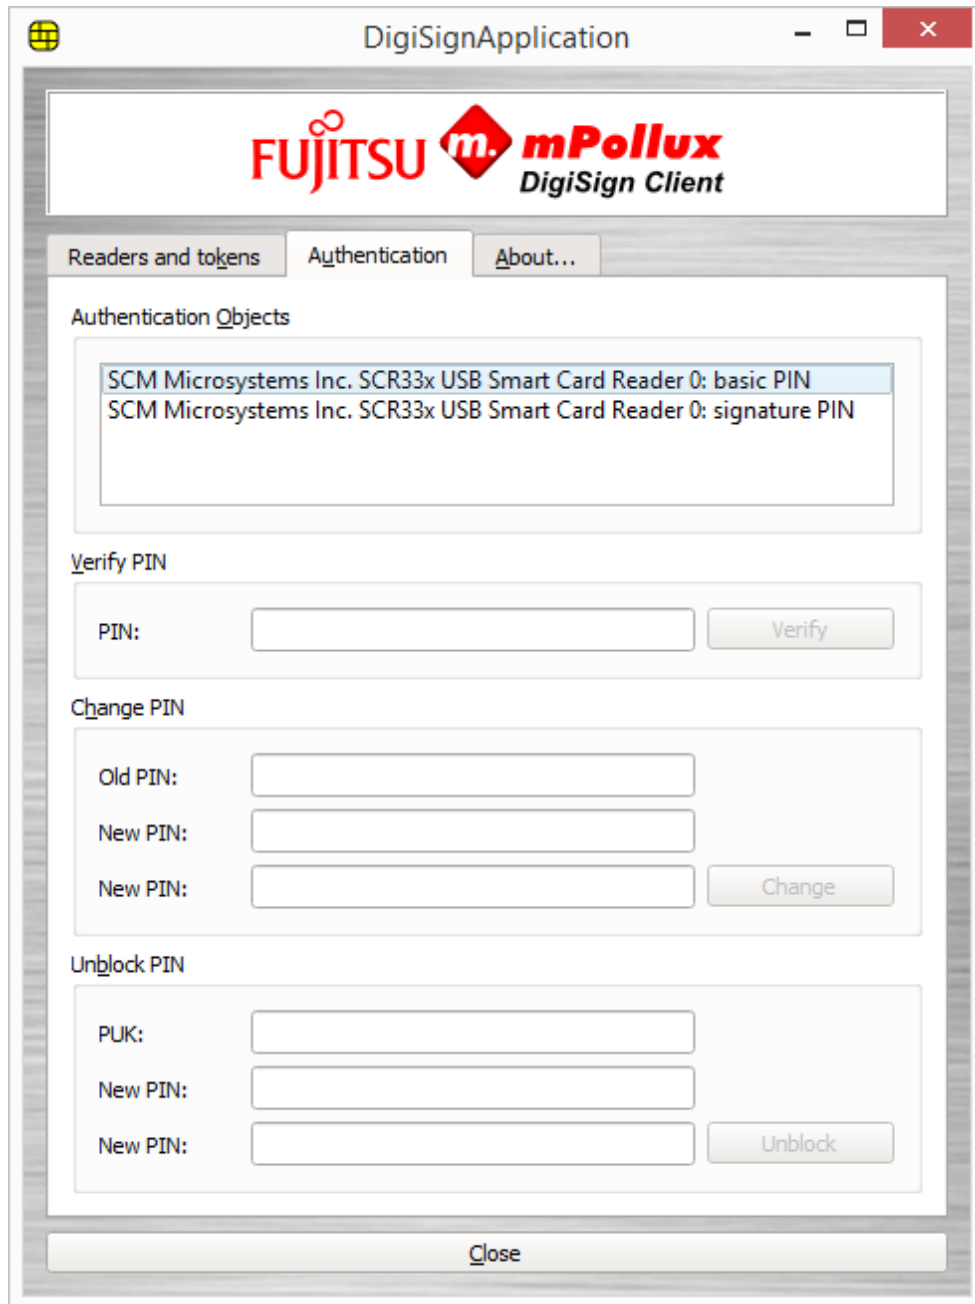 DigiSignApplication
FUJITSU m. mPollux
DigiSign Client
Readers and tokens Authentication About...
Authentication Objects
SCM Microsystems Inc. SCR33x USB Smart Card Reader 0: basic PIN
SCM Microsystems Inc. SCR33x USB Smart Card Reader 0: signature PIN
Verify PIN
PIN: Verify
Change PIN
Old PIN:
New PIN:
New PIN: Change
Unblock PIN
PUK:
New PIN:
New PIN: Unblock
Close